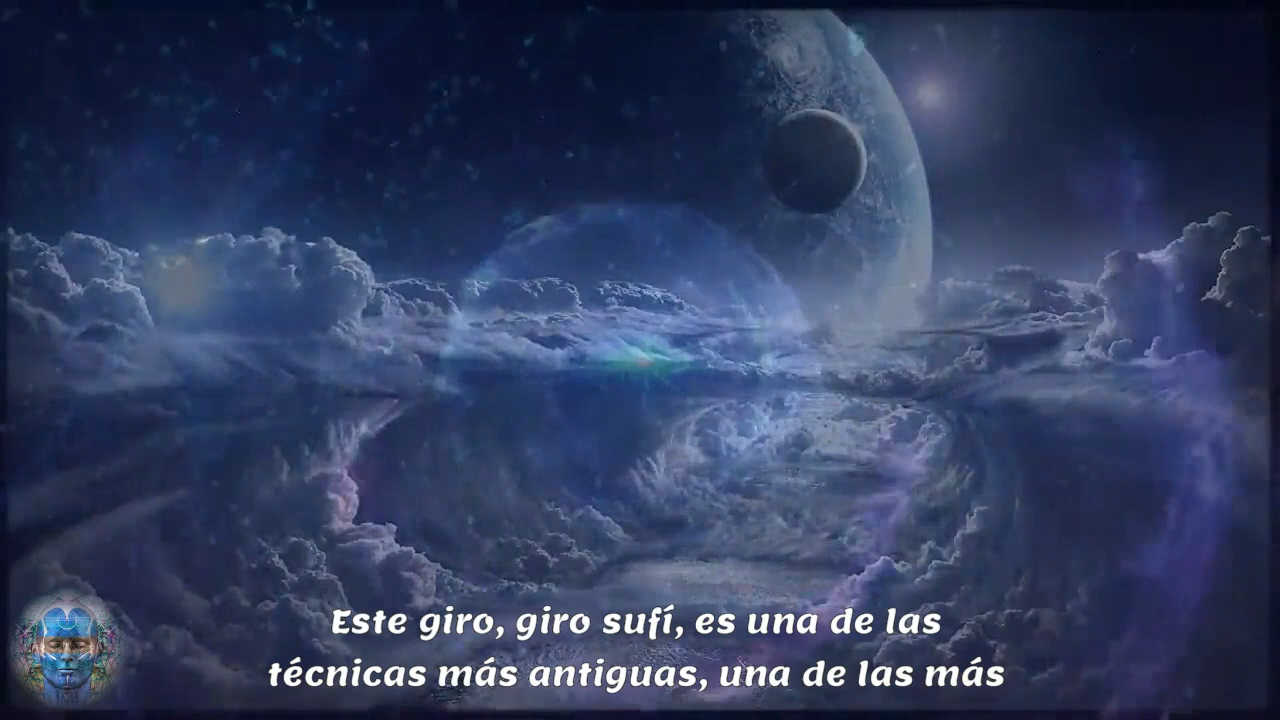 Este giro, giro sufí, es una de las
técnicas más antiguas, una de las más